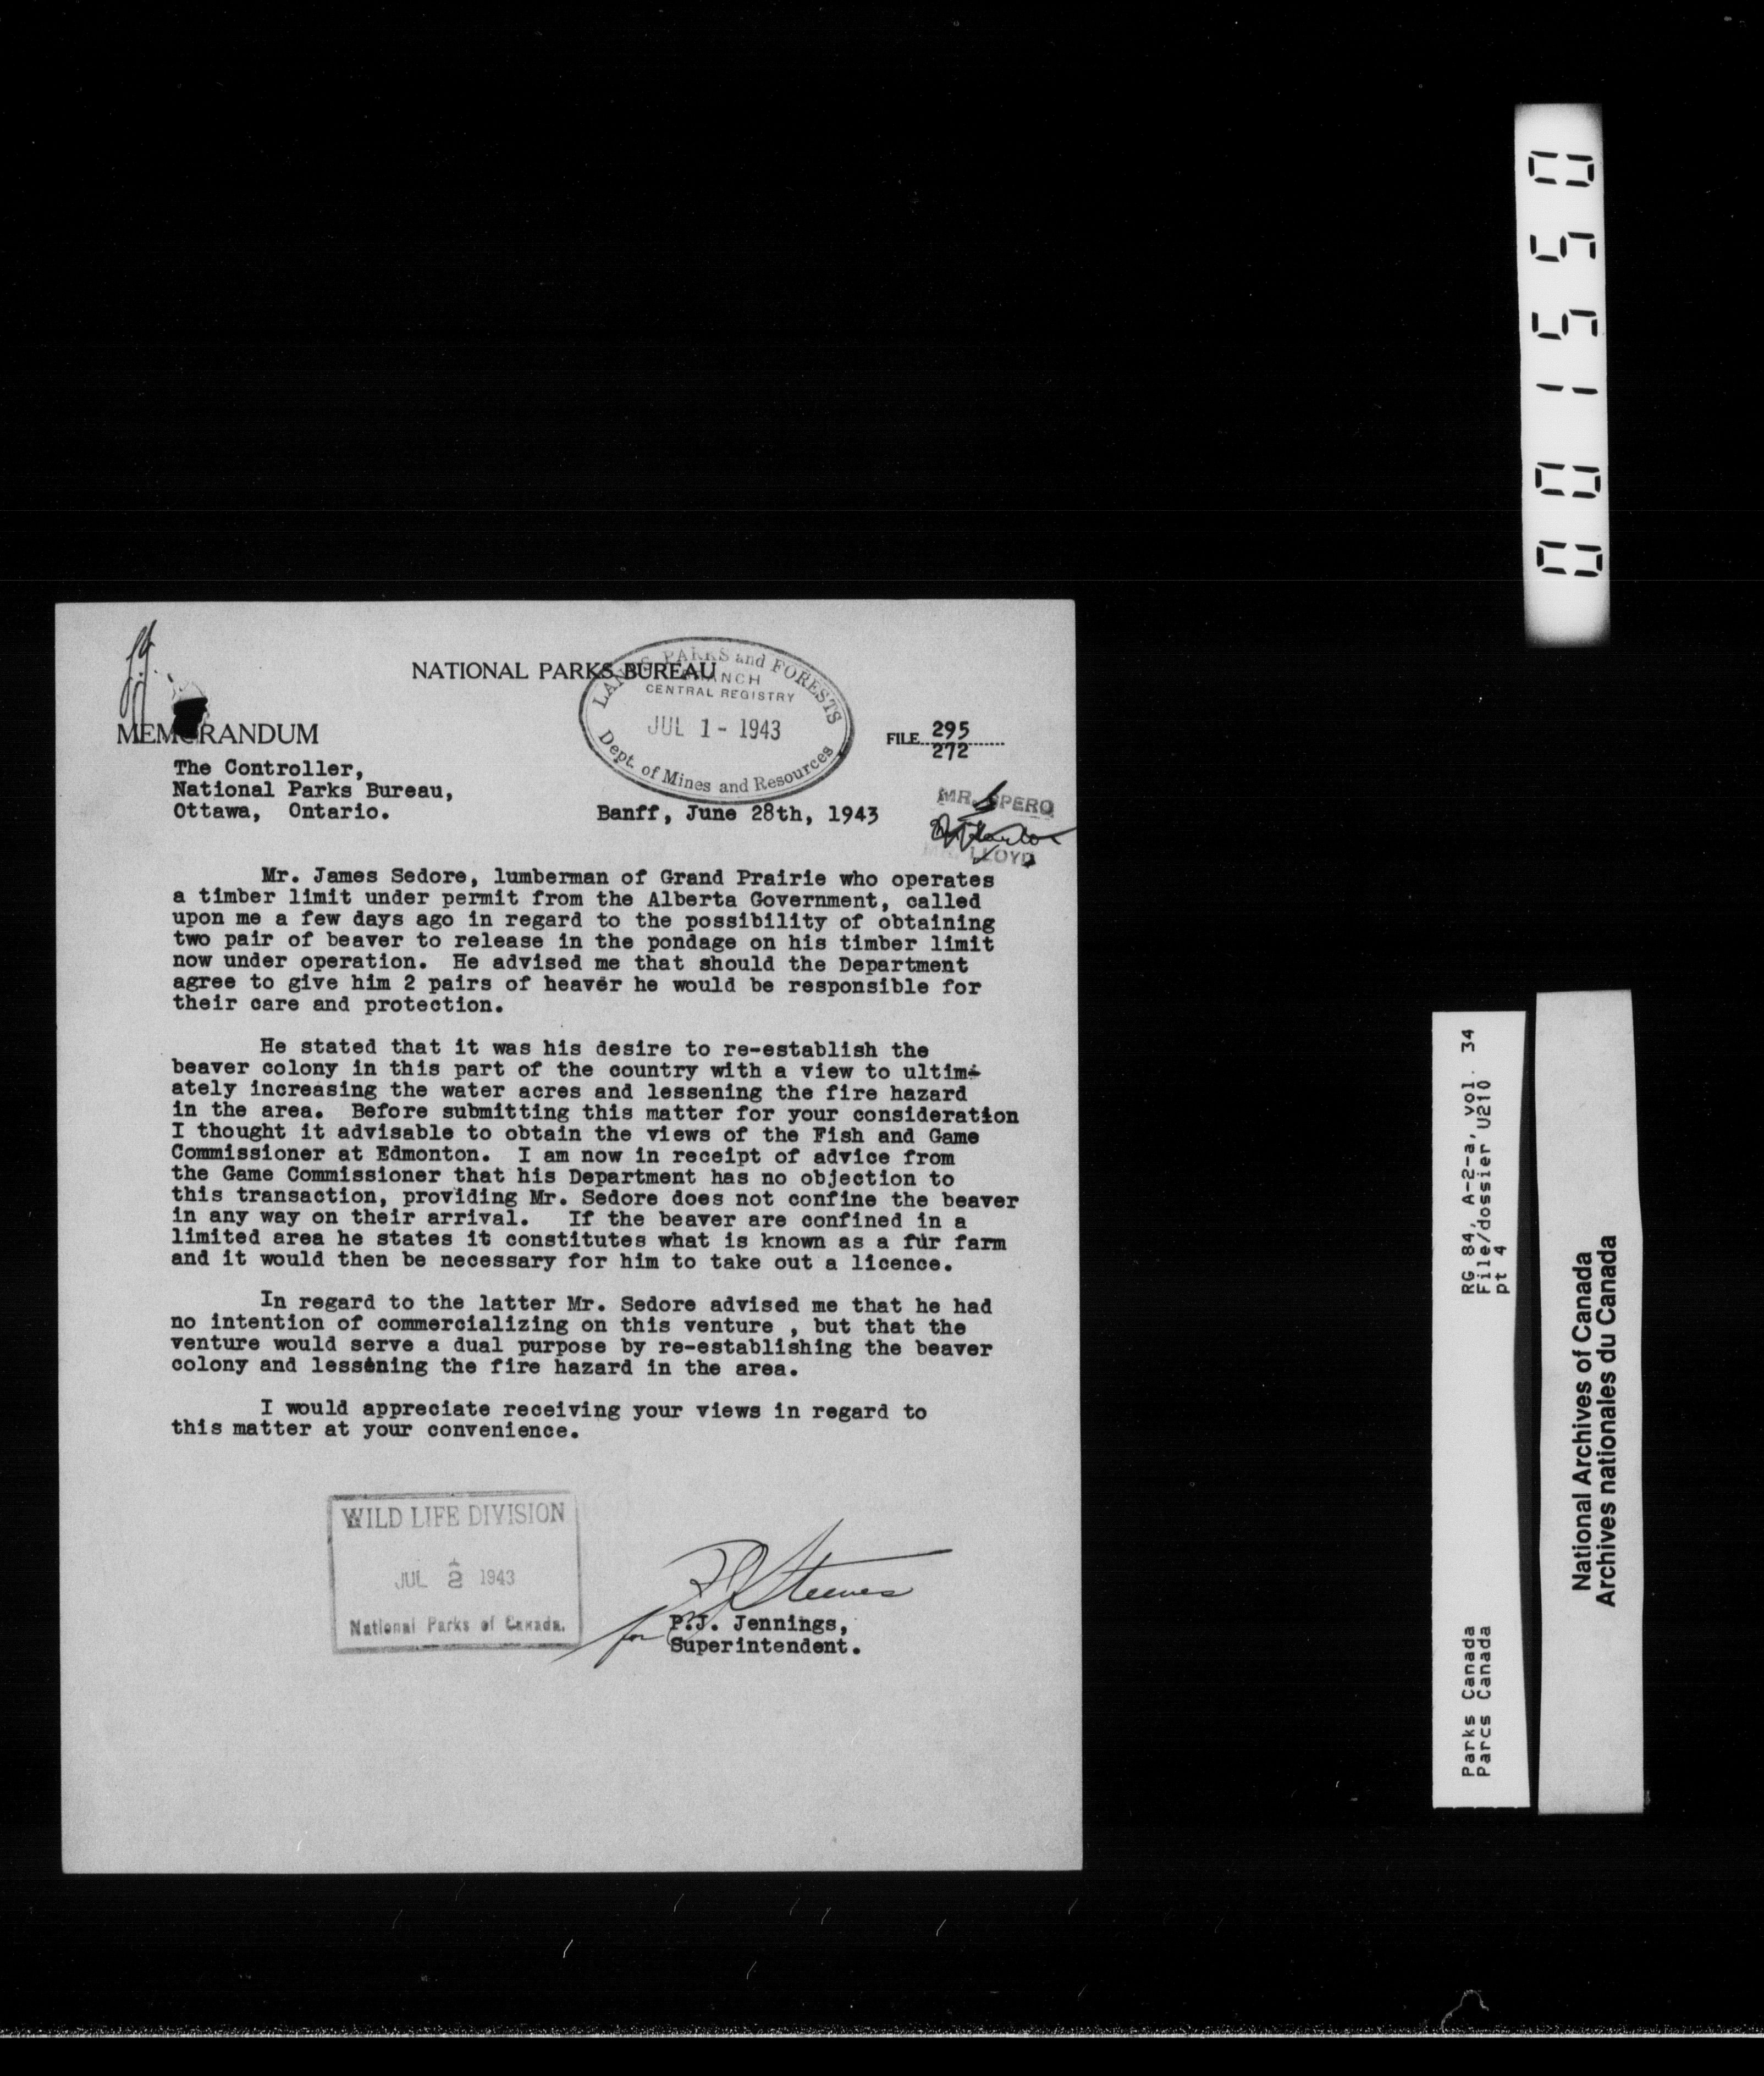 NATIONAL PARKS BUREAU
LANDS, PARKS and FORESTS
BRANCH
CENTRAL REGISTRY
JUL 1 - 1943
Dept. of Mines and Resources
MEMORANDUM
FILE 295
272
The Controller,
National Parks Bureau,
Ottawa, Ontario.
Banff, June 28th, 1943
MR. SPERO
MR. LLOYD
Mr. James Sedore, lumberman of Grand Prairie who operates
a timber limit under permit from the Alberta Government, called
upon me a few days ago in regard to the possibility of obtaining
two pair of beaver to release in the pondage on his timber limit
now under operation. He advised me that should the Department
agree to give him 2 pairs of heaver he would be responsible for
their care and protection.
He stated that it was his desire to re-establish the
beaver colony in this part of the country with a view to ultim-
ately increasing the water acres and lessening the fire hazard
in the area. Before submitting this matter for your consideration
I thought it advisable to obtain the views of the Fish and Game
Commissioner at Edmonton. I am now in receipt of advice from
the Game Commissioner that his Department has no objection to
this transaction, providing Mr. Sedore does not confine the beaver
in any way on their arrival. If the beaver are confined in a
limited area he states it constitutes what is known as a fur farm
and it would then be necessary for him to take out a licence.
In regard to the latter Mr. Sedore advised me that he had
no intention of commercializing on this venture , but that the
venture would serve a dual purpose by re-establishing the beaver
colony and lessening the fire hazard in the area.
I would appreciate receiving your views in regard to
this matter at your convenience.
WILD LIFE DIVISION
JUL 2 1943
National Parks of Canada.
for P.J. Jennings,
Superintendent.
001550
RG 84, A-2-a, vol. 34
File/dossier U210
pt 4
Parks Canada
Parcs Canada
National Archives of Canada
Archives nationales du Canada